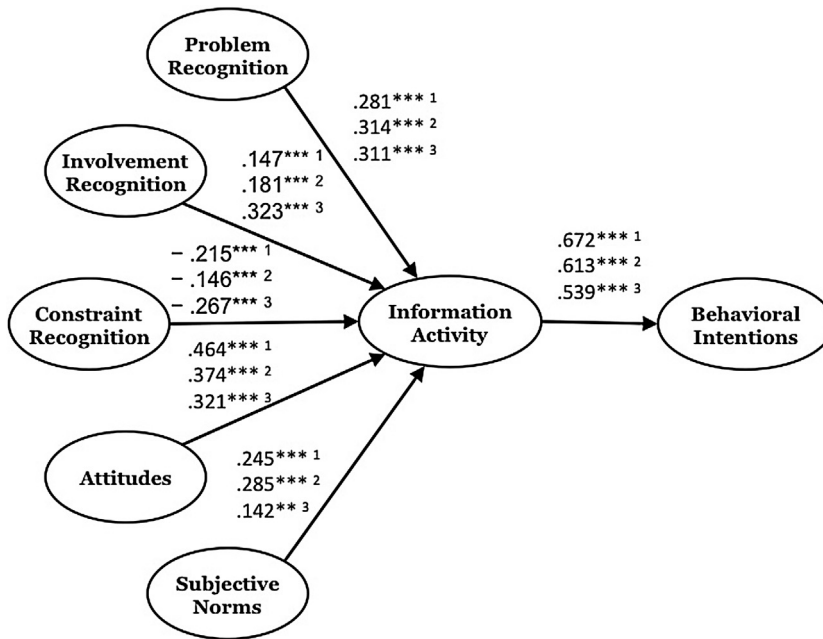 Problem
Recognition
.281*** 1
.314*** 2
.311*** 3
Involvement
Recognition
.147*** 1
.181*** 2
.323*** 3
– .215*** 1
– .146*** 2
– .267*** 3
Constraint
Recognition
Information
Activity
.672*** 1
.613*** 2
.539*** 3
Behavioral
Intentions
.464*** 1
.374*** 2
.321*** 3
Attitudes
.245*** 1
.285*** 2
.142** 3
Subjective
Norms